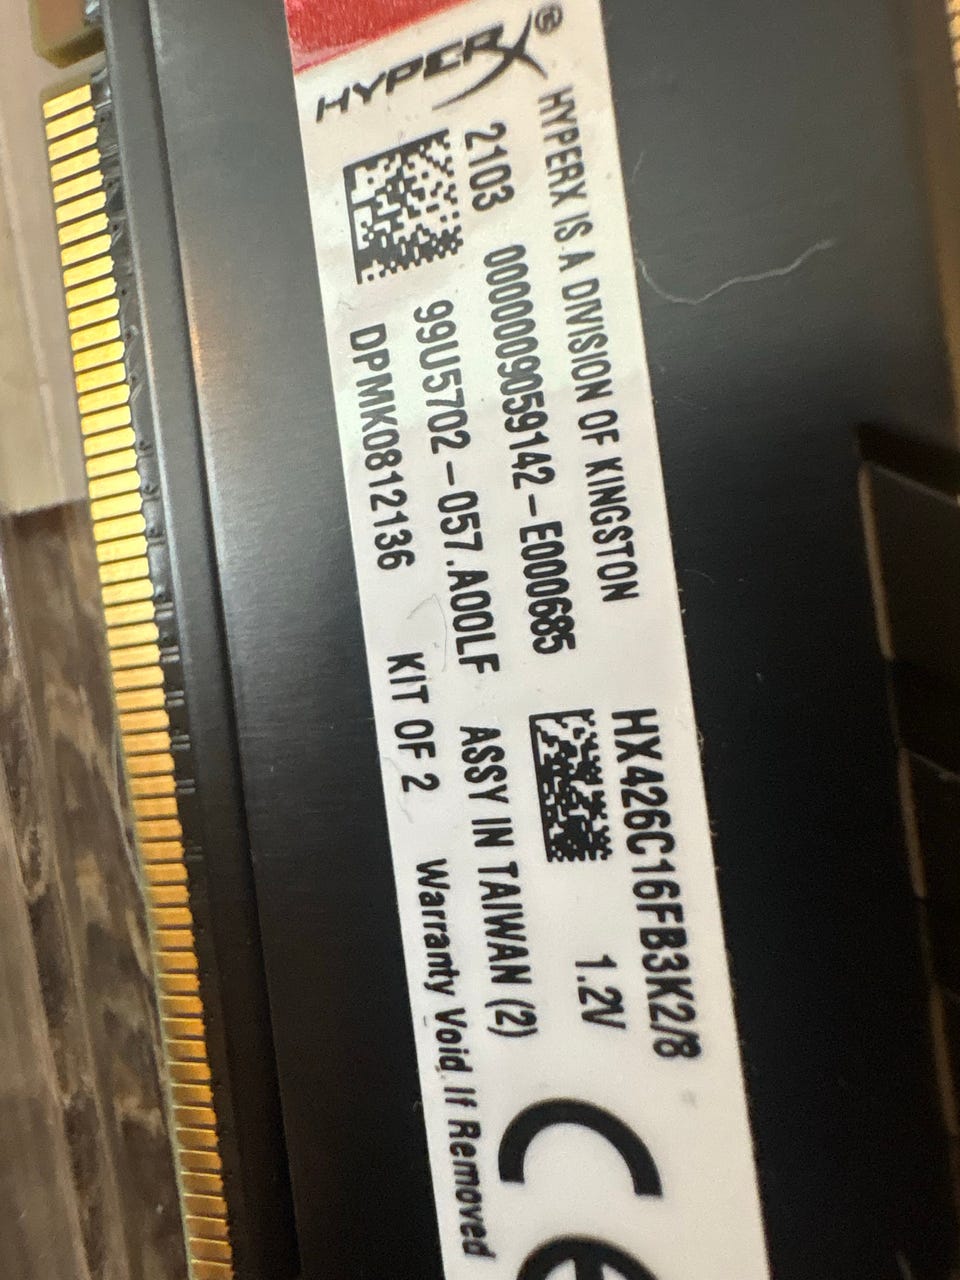 HYPERX®
HYPERX IS A DIVISION OF KINGSTON
2103 000009059142-E000685
99U5702-057.A00LF ASSY IN TAIWAN (2)
DPMK0812136 KIT OF 2 Warranty Void If Removed
HX426C16FB3K2/8
1.2V
CE